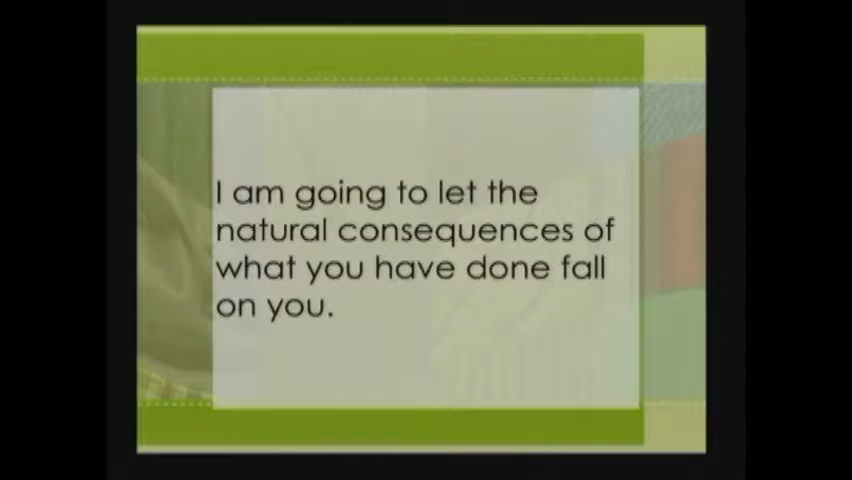 I am going to let the
natural consequences of
what you have done fall
on you.